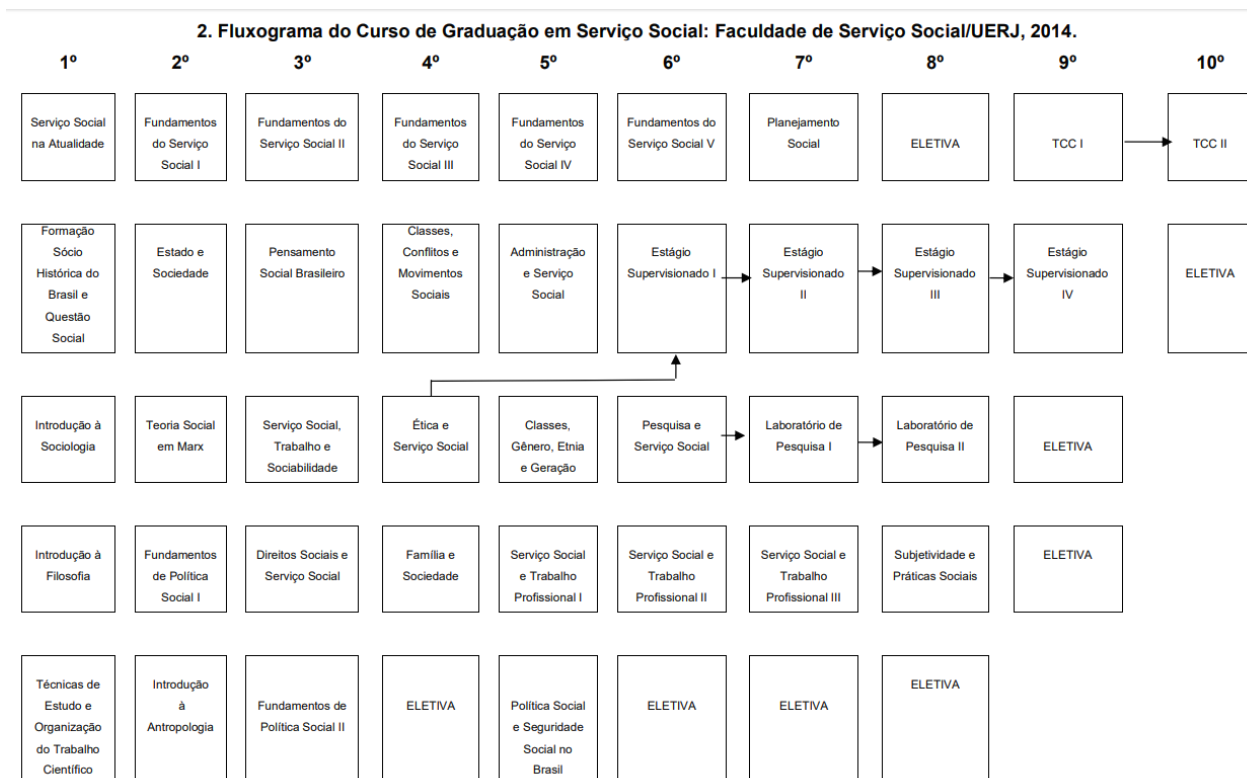 2. Fluxograma do Curso de Graduação em Serviço Social: Faculdade de Serviço Social/UERJ, 2014.
1º 2º 3º 4º 5º 6º 7º 8º 9º 10º
Serviço Social
na Atualidade
Fundamentos
do Serviço
Social I
Fundamentos do
Serviço Social II
Fundamentos
do Serviço
Social III
Fundamentos
do Serviço
Social IV
Fundamentos do
Serviço Social V
Planejamento
Social
ELETIVA
TCC I
TCC II
Formação
Sócio
Histórica do
Brasil e
Questão
Social
Estado e
Sociedade
Pensamento
Social Brasileiro
Classes,
Conflitos e
Movimentos
Sociais
Administração
e Serviço
Social
Estágio
Supervisionado I
Estágio
Supervisionado
II
Estágio
Supervisionado
III
Estágio
Supervisionado
IV
ELETIVA
Introdução à
Sociologia
Teoria Social
em Marx
Serviço Social,
Trabalho e
Sociabilidade
Ética e
Serviço Social
Classes,
Gênero, Etnia
e Geração
Pesquisa e
Serviço Social
Laboratório de
Pesquisa I
Laboratório de
Pesquisa II
ELETIVA
Introdução à
Filosofia
Fundamentos
de Política
Social I
Direitos Sociais e
Serviço Social
Família e
Sociedade
Serviço Social
e Trabalho
Profissional I
Serviço Social e
Trabalho
Profissional II
Serviço Social e
Trabalho
Profissional III
Subjetividade e
Práticas Sociais
ELETIVA
Técnicas de
Estudo e
Organização
do Trabalho
Científico
Introdução
à
Antropologia
Fundamentos de
Política Social II
ELETIVA
Política Social
e Seguridade
Social no
Brasil
ELETIVA
ELETIVA
ELETIVA